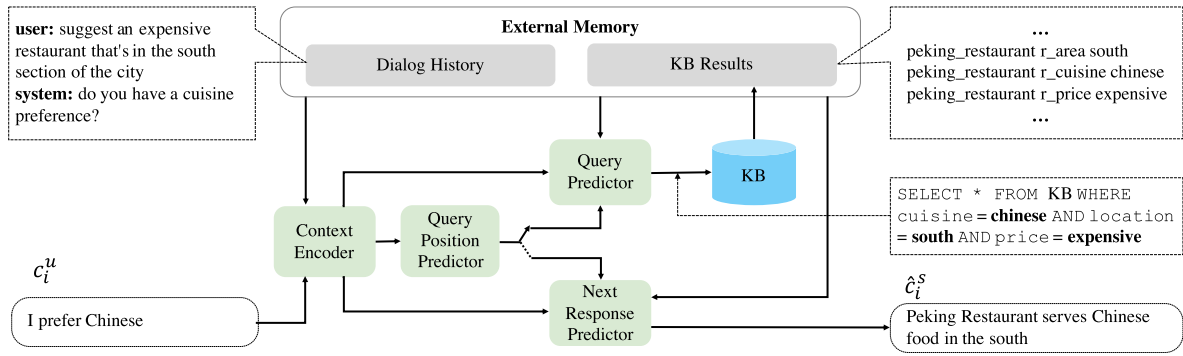 user: suggest an expensive
restaurant that's in the south
section of the city
system: do you have a cuisine
preference?
External Memory
Dialog History
KB Results
...
peking_restaurant r_area south
peking_restaurant r_cuisine chinese
peking_restaurant r_price expensive
...
Query
Predictor
KB
SELECT * FROM KB WHERE
cuisine = chinese AND location
= south AND price = expensive
Context
Encoder
Query
Position
Predictor
Next
Response
Predictor
c_i^u
I prefer Chinese
ĉ_i^s
Peking Restaurant serves Chinese
food in the south